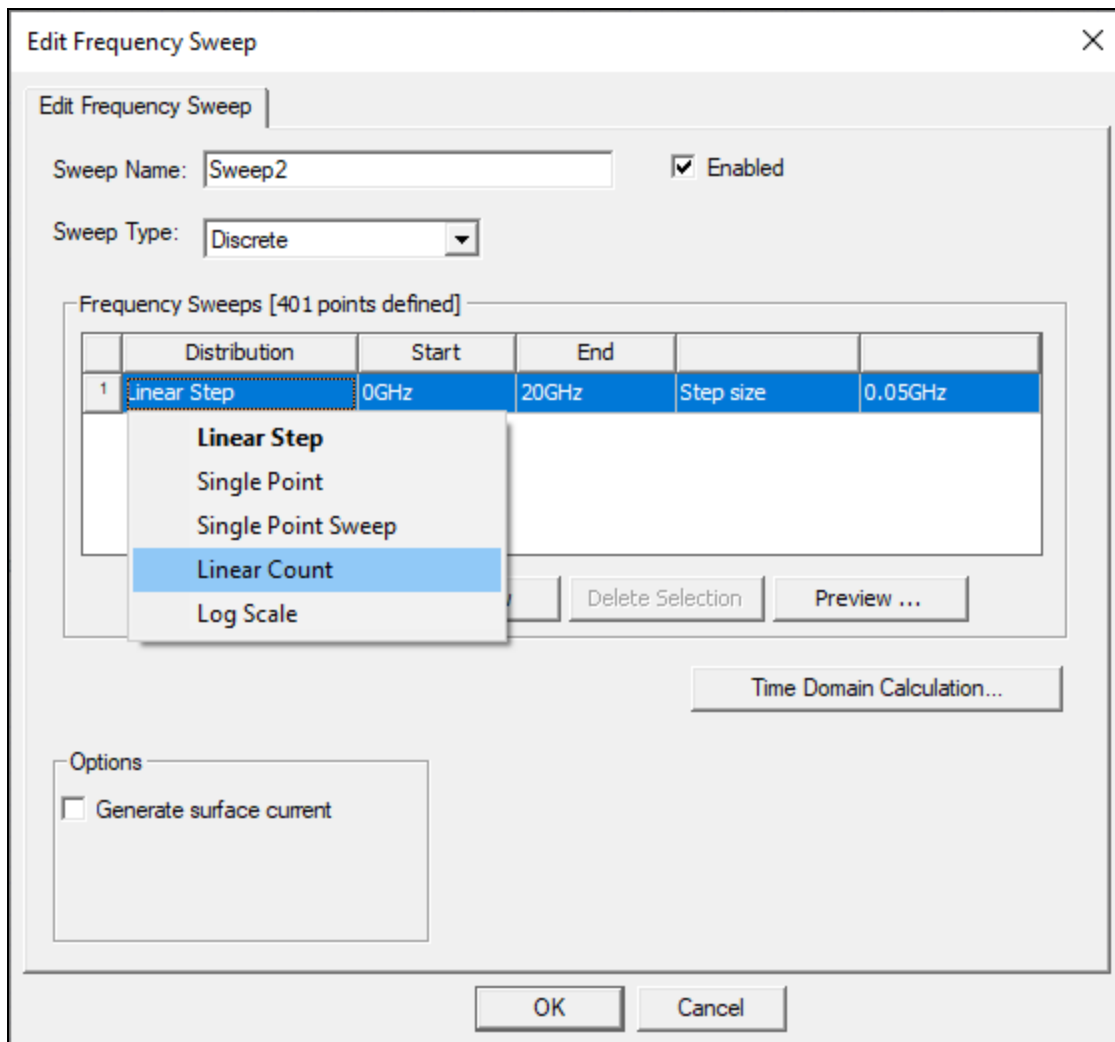 Edit Frequency Sweep
Edit Frequency Sweep
Sweep Name: Sweep2 Enabled
Sweep Type: Discrete
Frequency Sweeps [401 points defined]
Distribution Start End
1 Linear Step 0GHz 20GHz Step size 0.05GHz
Linear Step
Single Point
Single Point Sweep
Linear Count
Log Scale
Delete Selection Preview ...
Time Domain Calculation...
Options
Generate surface current
OK Cancel